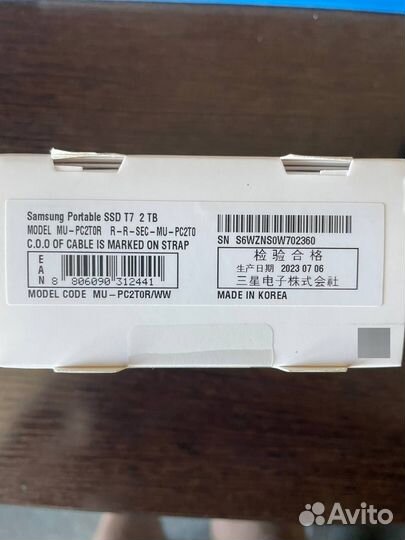 Samsung Portable SSD T7 2 TB
MODEL MU-PC2T0R R-R-SEC-MU-PC2T0
C.O.O OF CABLE IS MARKED ON STRAP
EAN 8 806090 312441
MODEL CODE MU-PC2T0R/WW
SN S6WZNS0W702360
检验合格
生产日期 2023 07 06
三星电子株式会社
MADE IN KOREA
Avito